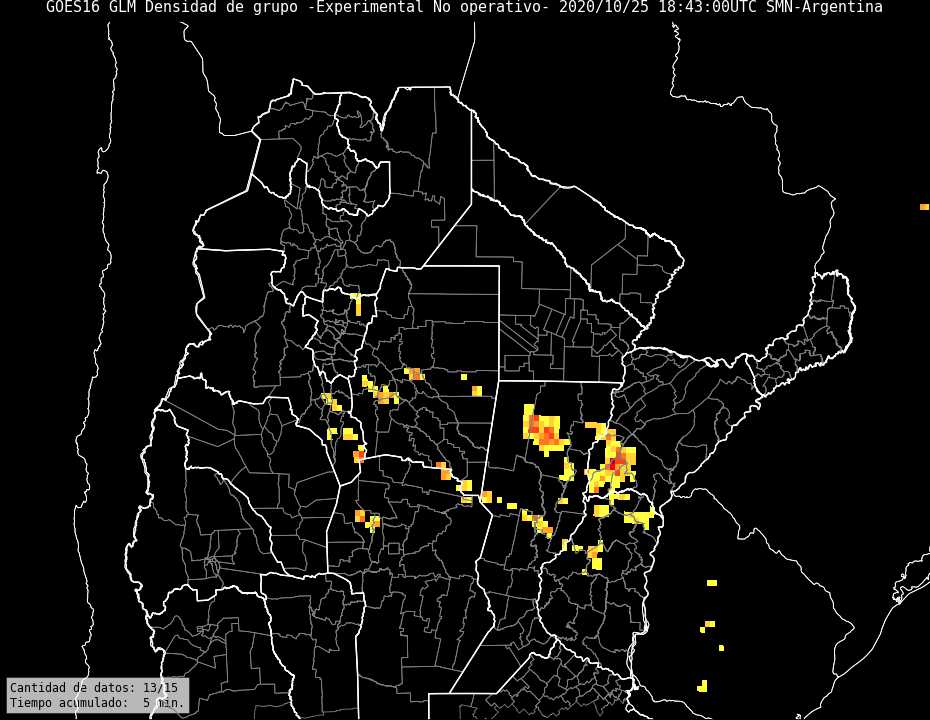 GOES16 GLM Densidad de grupo -Experimental No operativo- 2020/10/25 18:43:00UTC SMN-Argentina
Cantidad de datos: 13/15
Tiempo acumulado:  5 min.